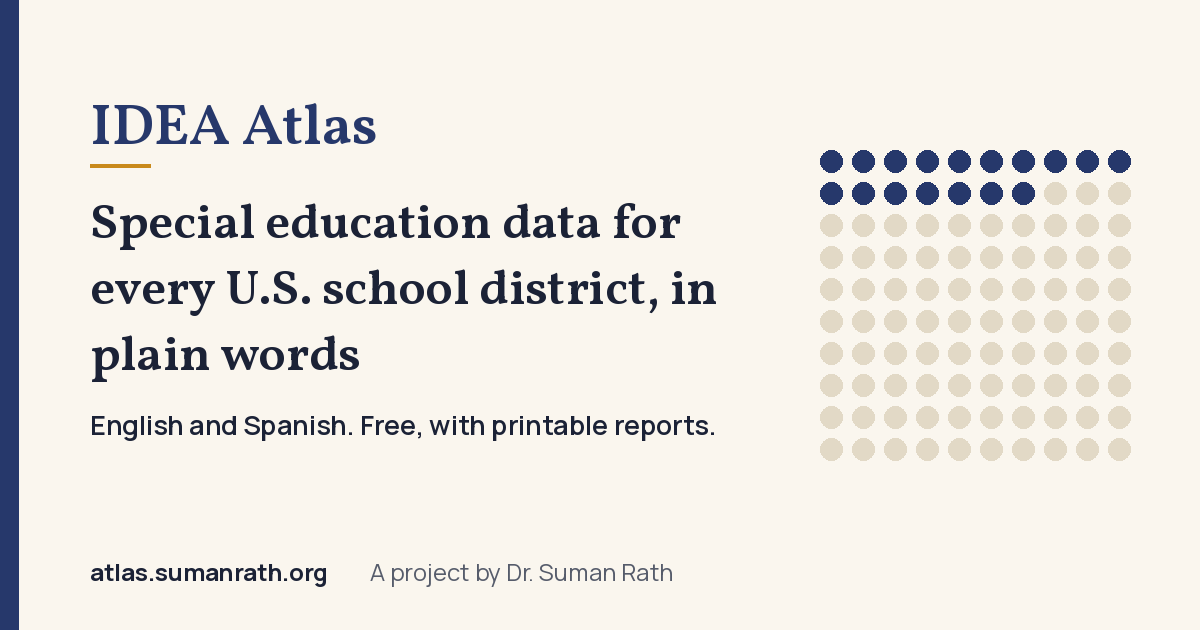 IDEA Atlas
Special education data for
every U.S. school district, in
plain words
English and Spanish. Free, with printable reports.
atlas.sumanrath.org A project by Dr. Suman Rath